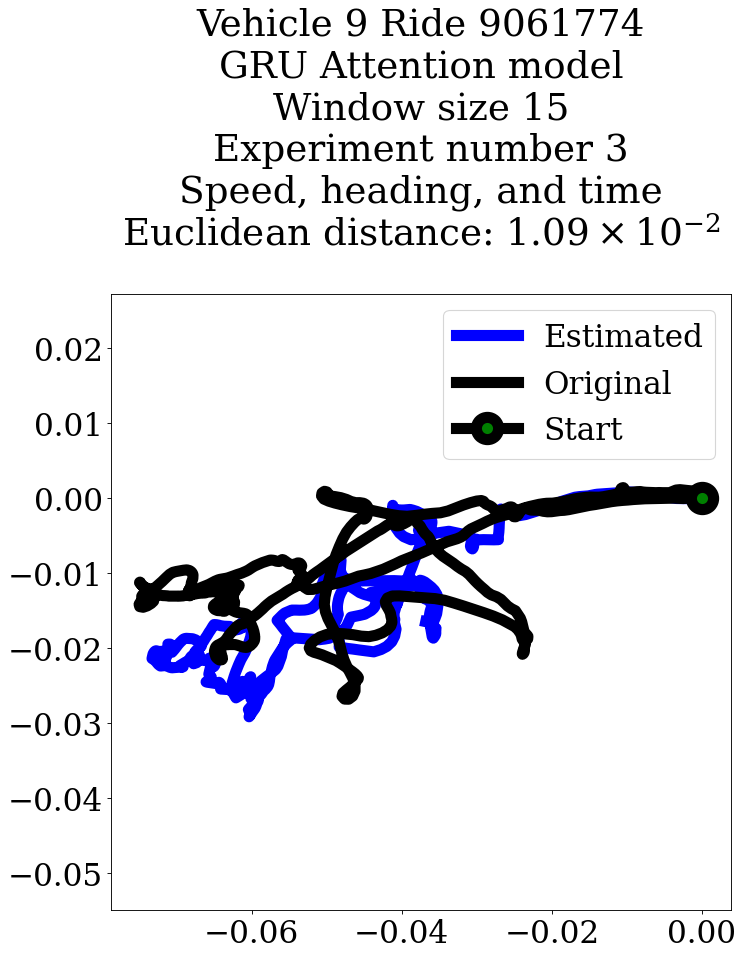 Vehicle 9 Ride 9061774
GRU Attention model
Window size 15
Experiment number 3
Speed, heading, and time
Euclidean distance: 1.09 × 10⁻²
Estimated
Original
Start
0.02
0.01
0.00
−0.01
−0.02
−0.03
−0.04
−0.05
−0.06
−0.04
−0.02
0.00